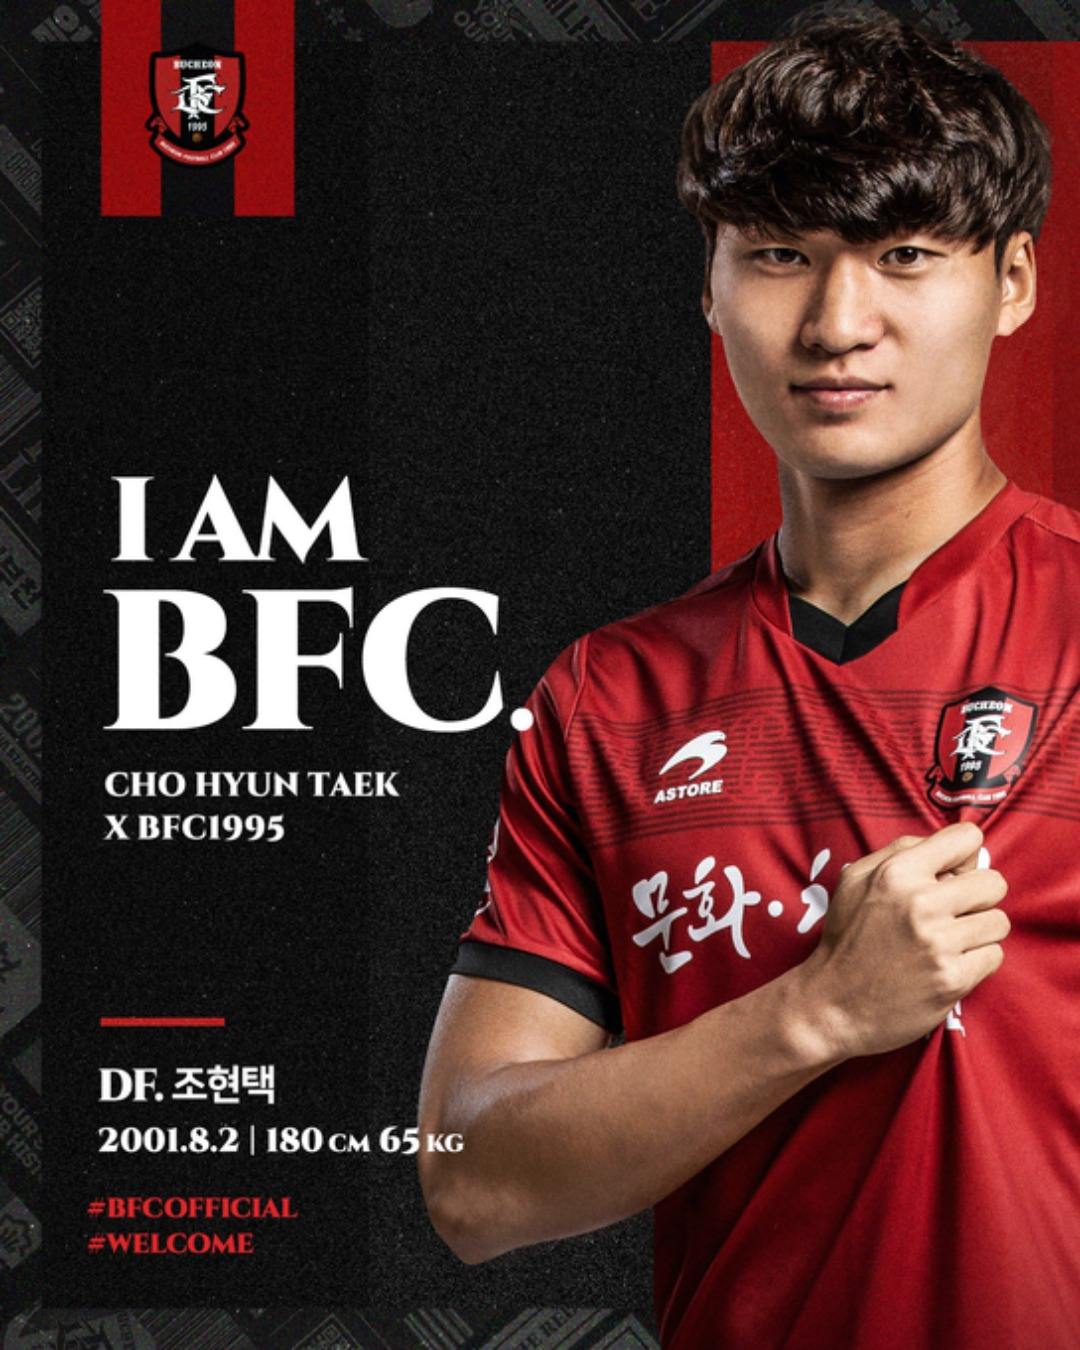 BUCHEON
1995
I AM
BFC.
CHO HYUN TAEK
X BFC1995
ASTORE
BUCHEON
1995
문화·
DF. 조현택
2001.8.2 | 180 CM 65 KG
#BFCOFFICIAL
#WELCOME